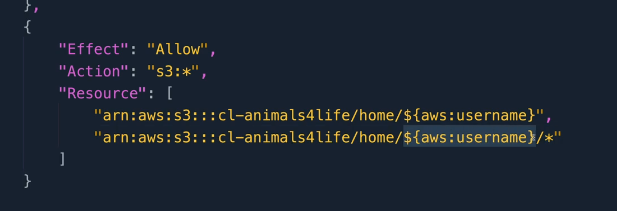 },
{
"Effect": "Allow",
"Action": "s3:*",
"Resource": [
"arn:aws:s3:::cl-animals4life/home/${aws:username}",
"arn:aws:s3:::cl-animals4life/home/${aws:username}/*"
]
}